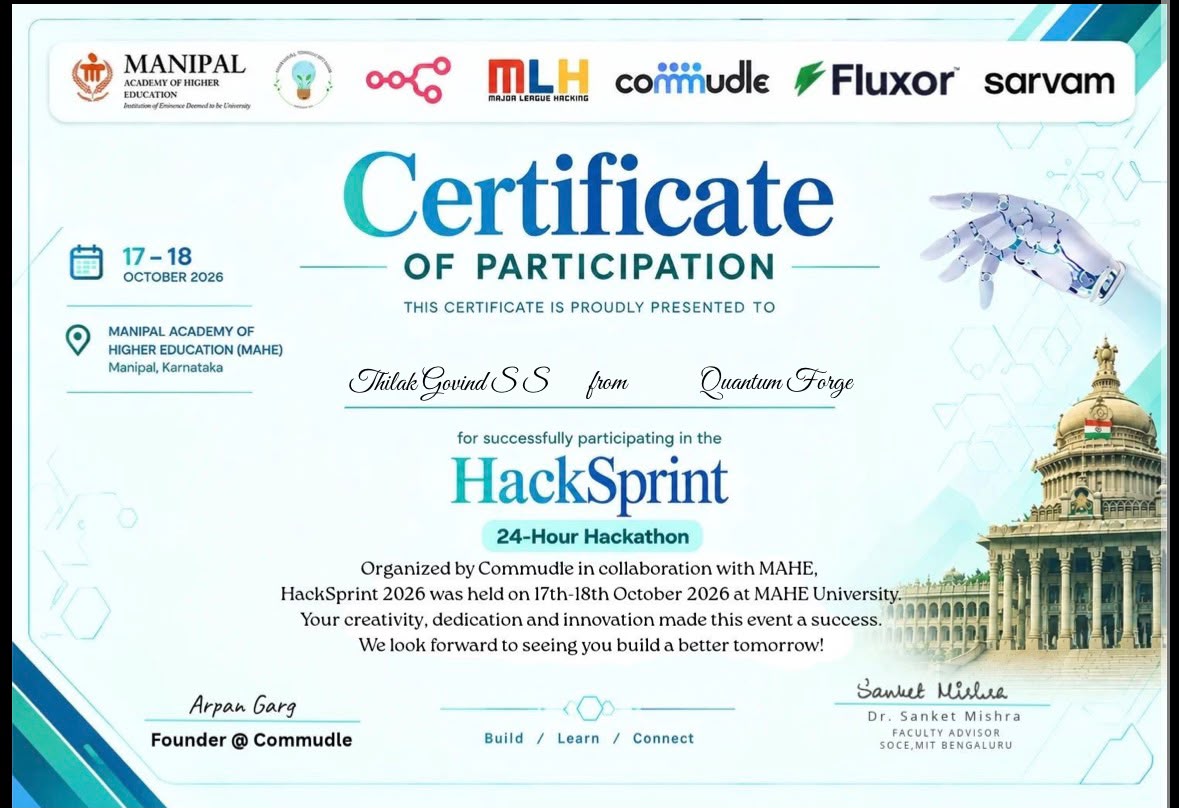 MANIPAL
ACADEMY OF HIGHER
EDUCATION
Institution of Eminence Deemed to be University
MLH
MAJOR LEAGUE HACKING
commudle
Fluxor™
sarvam
Certificate
OF PARTICIPATION
THIS CERTIFICATE IS PROUDLY PRESENTED TO
17 – 18
OCTOBER 2026
MANIPAL ACADEMY OF
HIGHER EDUCATION (MAHE)
Manipal, Karnataka
Thilak Govind S S from Quantum Forge
for successfully participating in the
HackSprint
24-Hour Hackathon
Organized by Commudle in collaboration with MAHE,
HackSprint 2026 was held on 17th-18th October 2026 at MAHE University.
Your creativity, dedication and innovation made this event a success.
We look forward to seeing you build a better tomorrow!
Arpan Garg
Founder @ Commudle
Build / Learn / Connect
Sanket Mishra
Dr. Sanket Mishra
FACULTY ADVISOR
SOCE,MIT BENGALURU